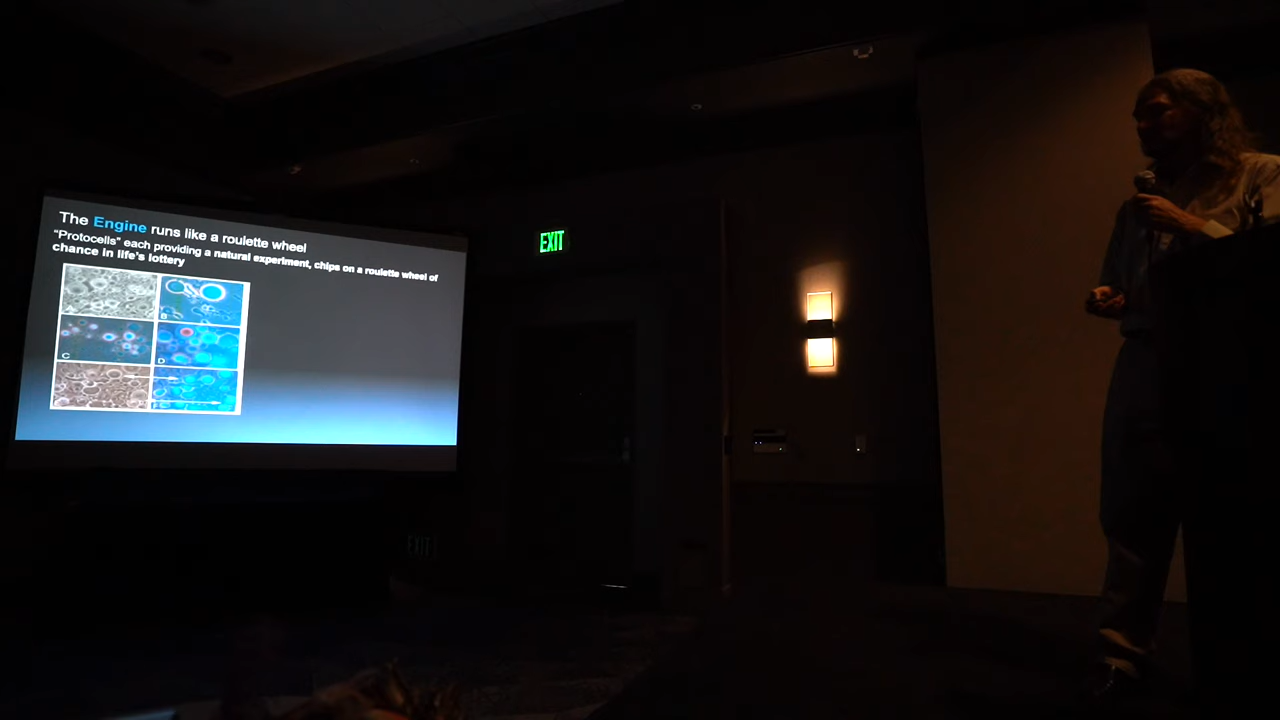 The Engine runs like a roulette wheel
"Protocells" each providing a natural experiment, chips on a roulette wheel of
chance in life's lottery
B
C
D
EXIT
EXIT